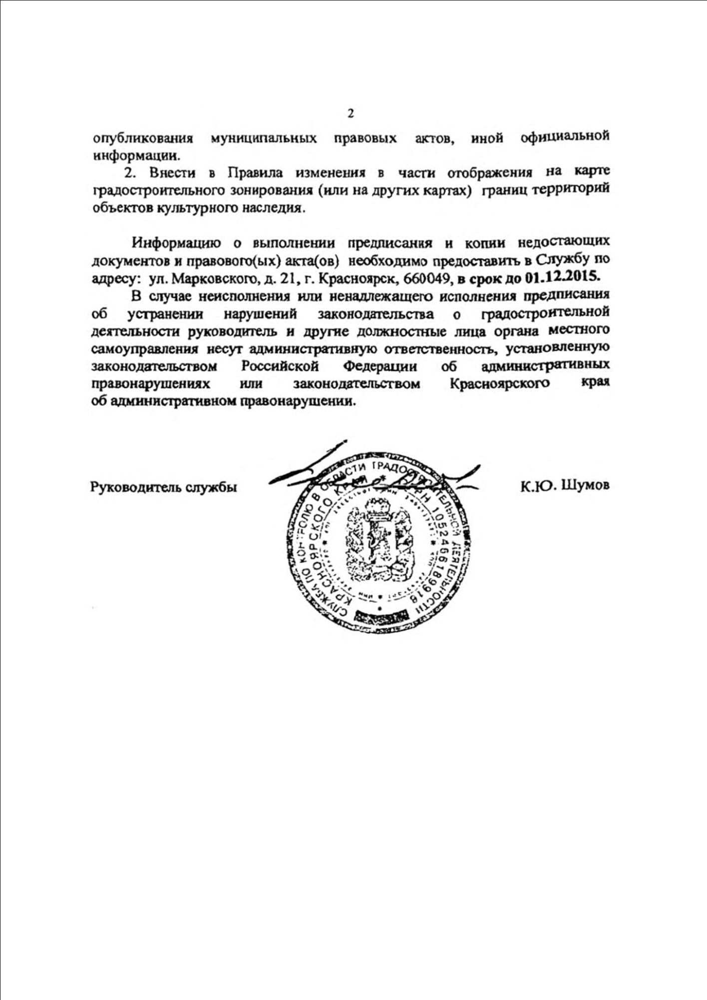 2
опубликования муниципальных правовых актов, иной официальной
информации.
2. Внести в Правила изменения в части отображения на карте
градостроительного зонирования (или на других картах) границ территорий
объектов культурного наследия.
Информацию о выполнении предписания и копии недостающих
документов и правового(ых) акта(ов) необходимо предоставить в Службу по
адресу: ул. Марковского, д. 21, г. Красноярск, 660049, в срок до 01.12.2015.
В случае неисполнения или ненадлежащего исполнения предписания
об устранении нарушений законодательства о градостроительной
деятельности руководитель и другие должностные лица органа местного
самоуправления несут административную ответственность, установленную
законодательством Российской Федерации об административных
правонарушениях или законодательством Красноярского края
об административном правонарушении.
Руководитель службы
К.Ю. Шумов
СЛУЖБА ПО КОНТРОЛЮ В ОБЛАСТИ ГРАДОСТРОИТЕЛЬНОЙ ДЕЯТЕЛЬНОСТИ
КРАСНОЯРСКОГО КРАЯ * ОГРН 1052466189916